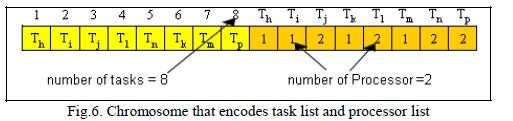 1 2 3 4 5 6 7 8 Th Ti Tj Tk Tl Tm Tn Tp
Th Ti Tj Tl Tn Tk Tm Tp 1 1 2 1 2 1 2 2
number of tasks = 8 number of Processor =2
Fig.6. Chromosome that encodes task list and processor list